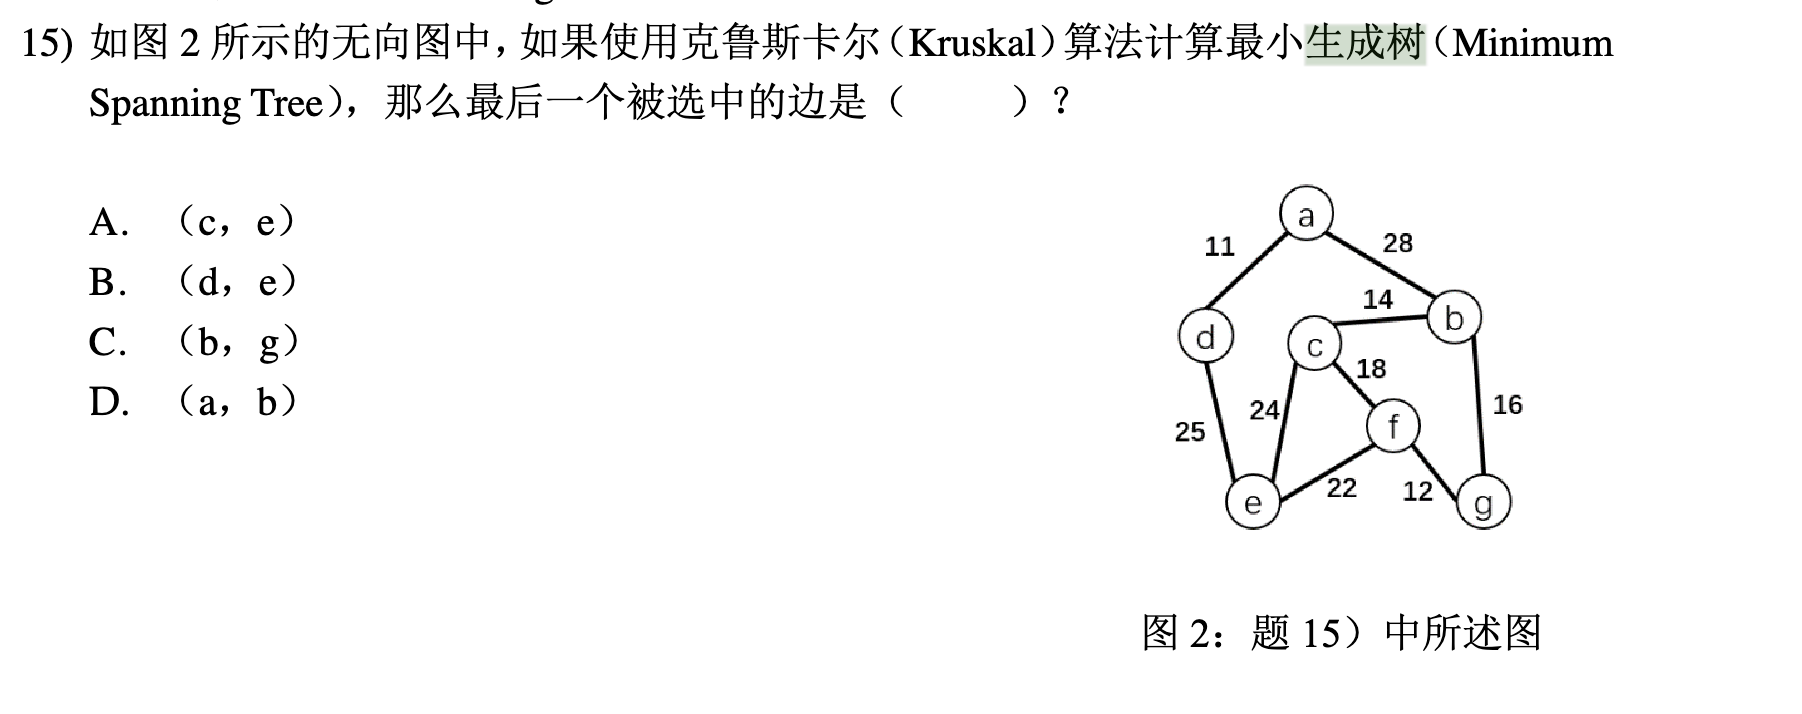 15) 如图 2 所示的无向图中，如果使用克鲁斯卡尔（Kruskal）算法计算最小生成树（Minimum
Spanning Tree），那么最后一个被选中的边是（　　）？
A. （c，e）
B. （d，e）
C. （b，g）
D. （a，b）
a
11
28
14
b
d
c
18
24
16
25
f
22
12
e
g
图 2：题 15）中所述图